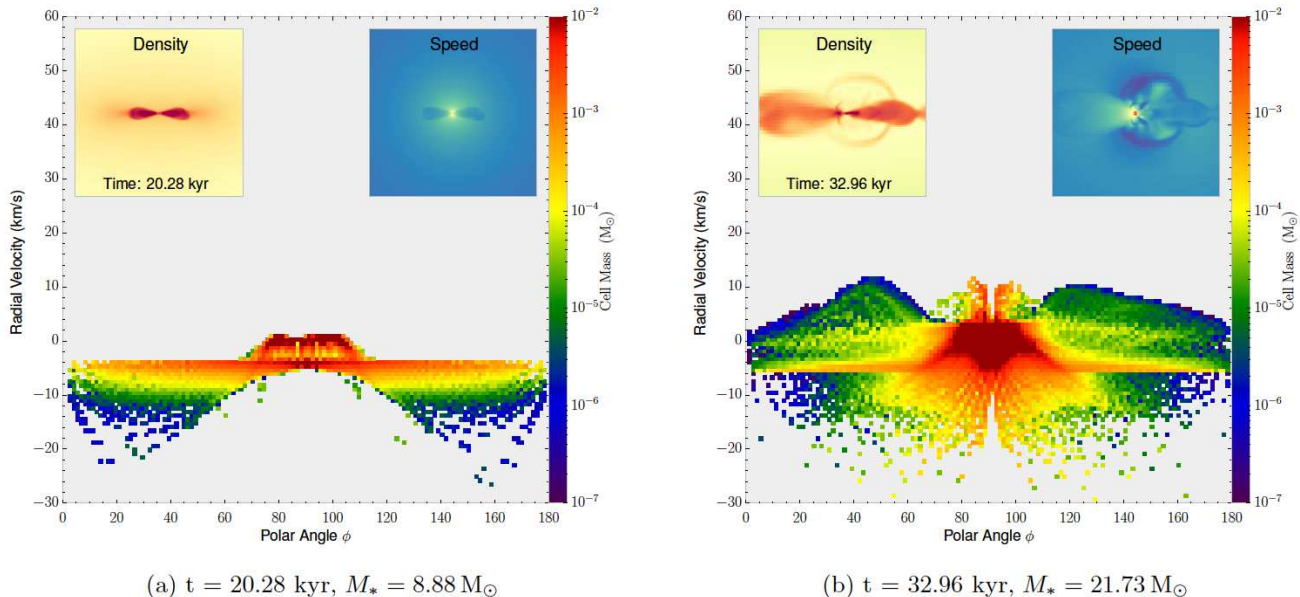 Density
Speed
Time: 20.28 kyr
60
50
40
30
20
10
0
−10
−20
−30
Radial Velocity (km/s)
0 20 40 60 80 100 120 140 160 180
Polar Angle ϕ
10⁻²
10⁻³
10⁻⁴
10⁻⁵
10⁻⁶
10⁻⁷
Cell Mass (M☉)
Density
Speed
Time: 32.96 kyr
60
50
40
30
20
10
0
−10
−20
−30
Radial Velocity (km/s)
0 20 40 60 80 100 120 140 160 180
Polar Angle ϕ
10⁻²
10⁻³
10⁻⁴
10⁻⁵
10⁻⁶
10⁻⁷
Cell Mass (M☉)
(a) t = 20.28 kyr, M* = 8.88 M☉
(b) t = 32.96 kyr, M* = 21.73 M☉